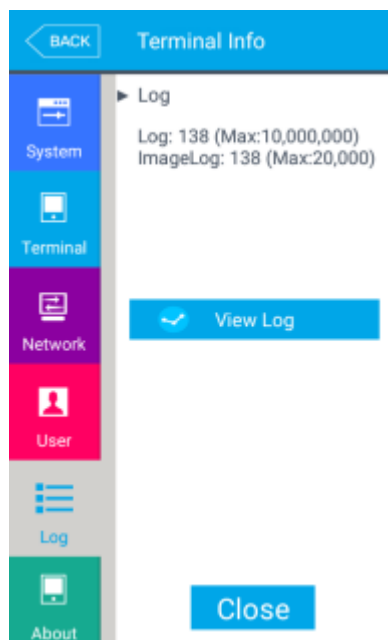 BACK
Terminal Info
System
Terminal
Network
User
Log
About
▶ Log
Log: 138 (Max:10,000,000)
ImageLog: 138 (Max:20,000)
View Log
Close